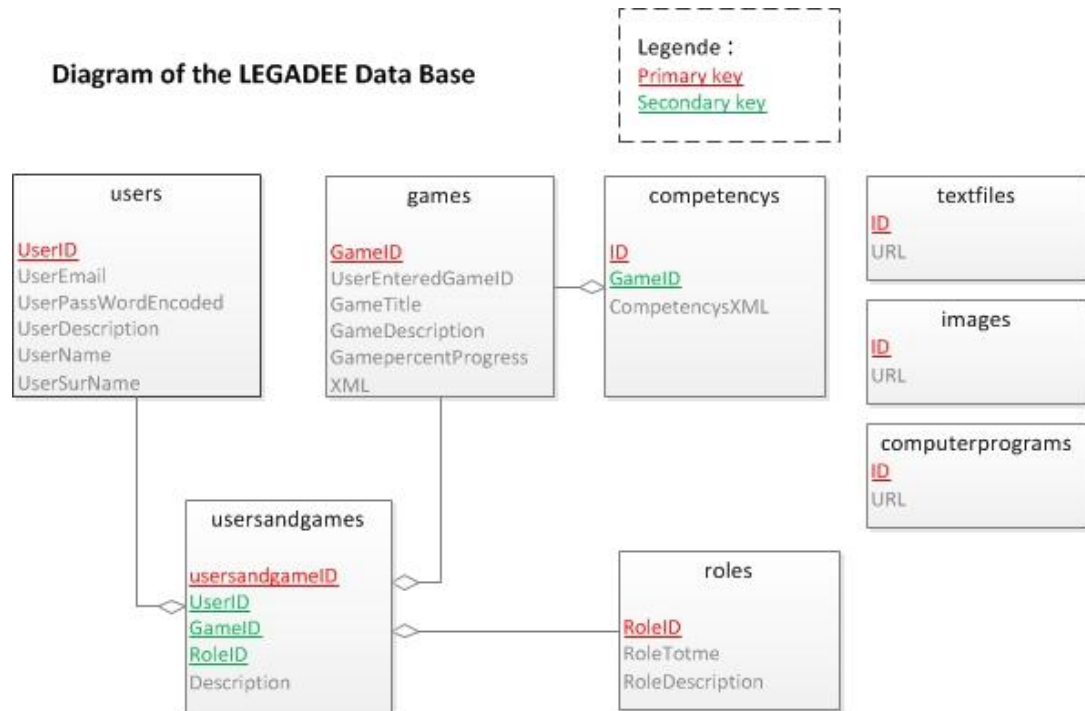 Diagram of the LEGADEE Data Base
Legende :
Primary key
Secondary key
users
UserID
UserEmail
UserPassWordEncoded
UserDescription
UserName
UserSurName
games
GameID
UserEnteredGameID
GameTitle
GameDescription
GamepercentProgress
XML
competencys
ID
GameID
CompetencysXML
textfiles
ID
URL
images
ID
URL
computerprograms
ID
URL
usersandgames
usersandgameID
UserID
GameID
RoleID
Description
roles
RoleID
RoleTotme
RoleDescription